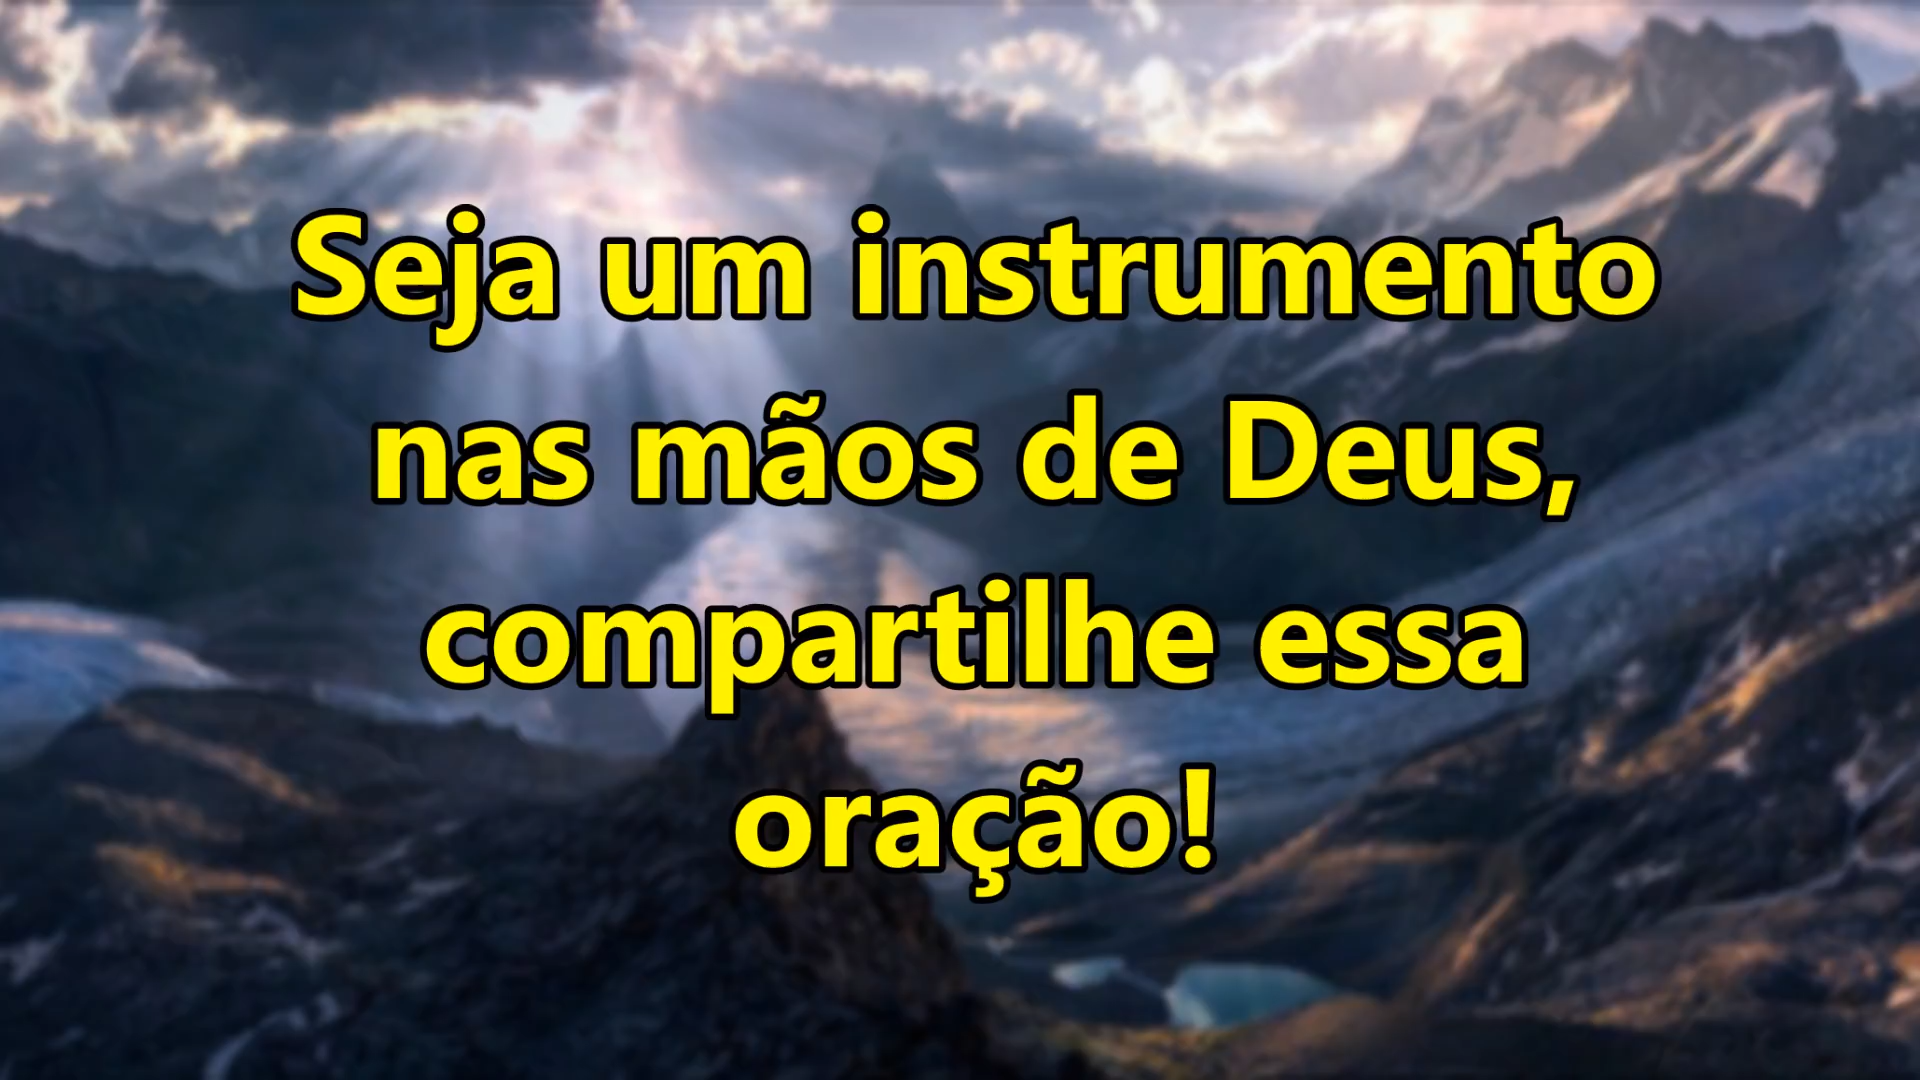 Seja um instrumento
nas mãos de Deus,
compartilhe essa
oração!